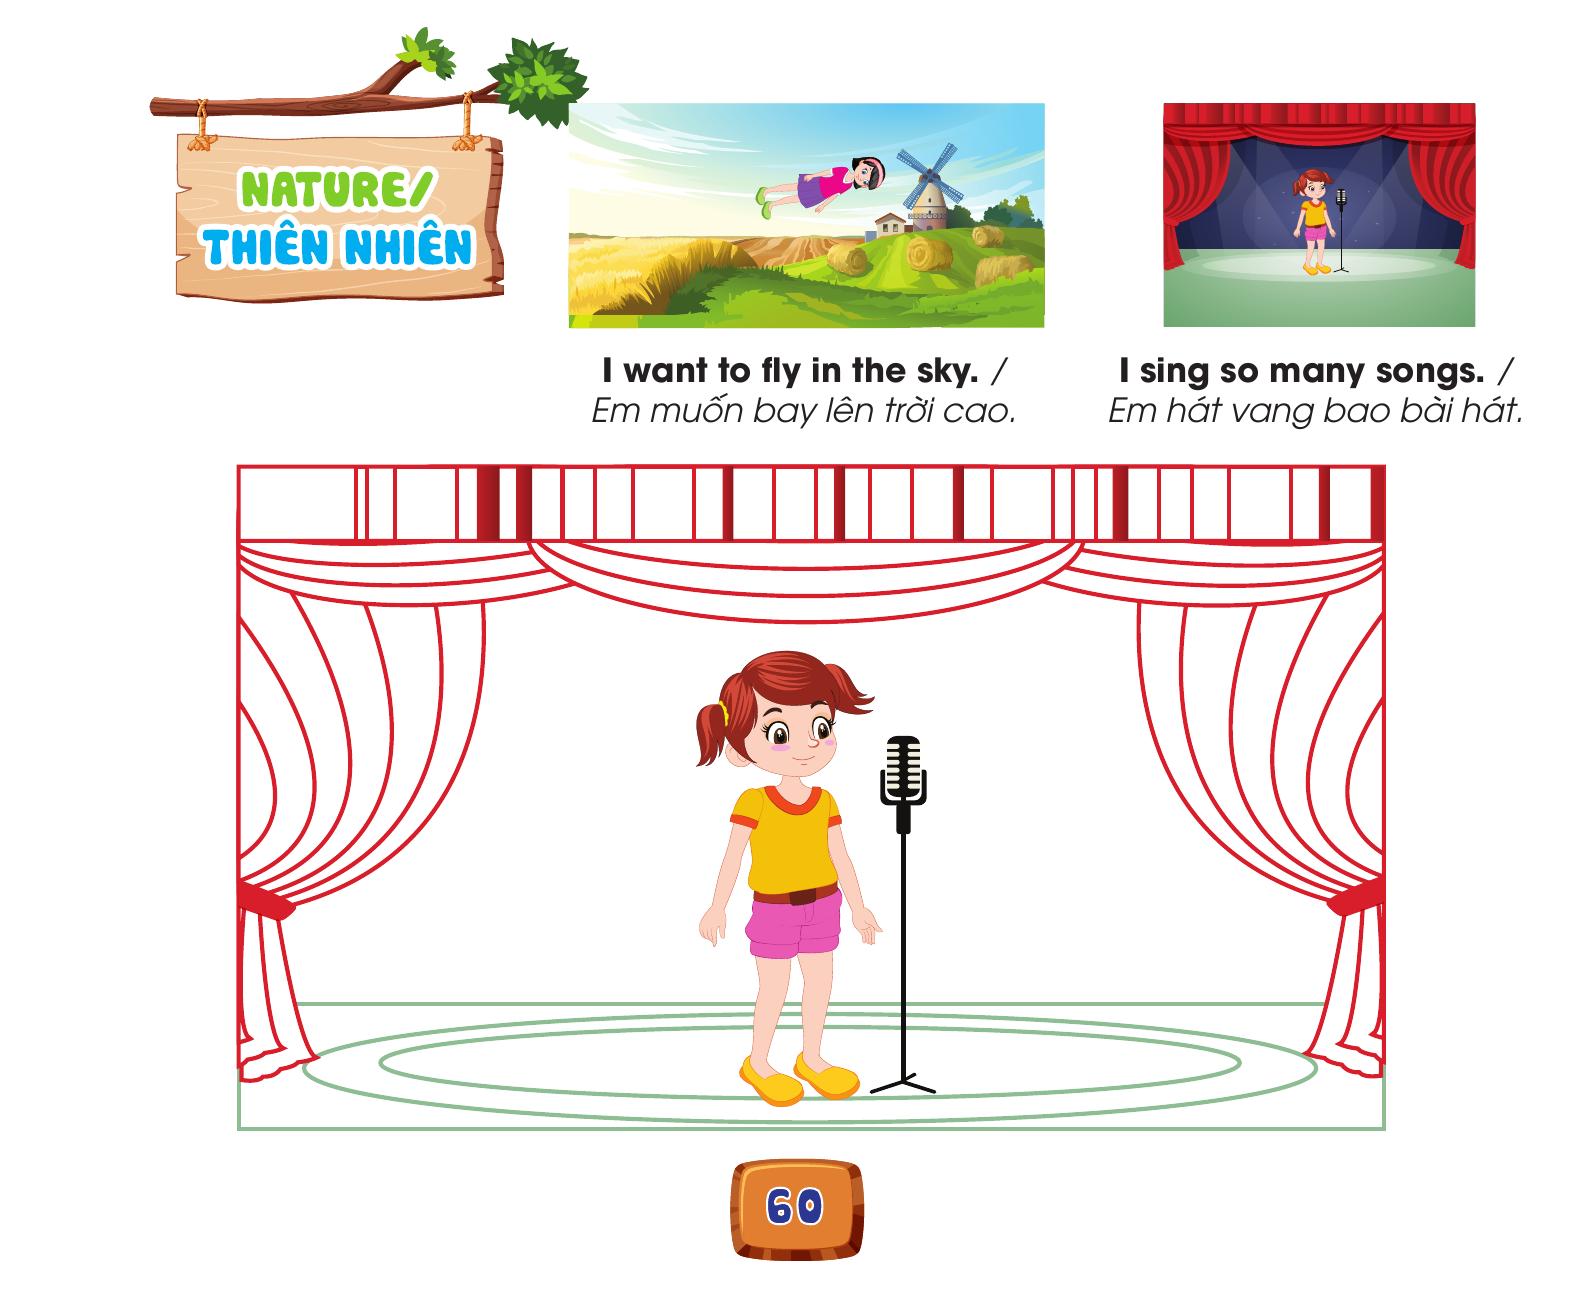 NATURE/
THIÊN NHIÊN
I want to fly in the sky. /
Em muốn bay lên trời cao.
I sing so many songs. /
Em hát vang bao bài hát.
60